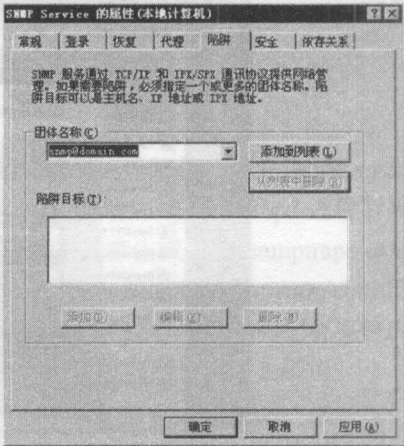 SNMP Service 的属性(本地计算机)
常规 登录 恢复 代理 陷阱 安全 依存关系
SNMP 服务通过 TCP/IP 和 IPX/SPX 通讯协议提供网络管
理。如果需要陷阱，必须指定一个或更多的团体名称。陷
阱目标可以是主机名、IP 地址或 IPX 地址。
团体名称(C)
snmp@domain.com
添加到列表(L)
从列表中删除(R)
陷阱目标(T)
添加(D)... 编辑(E)... 删除(M)
确定 取消 应用(A)